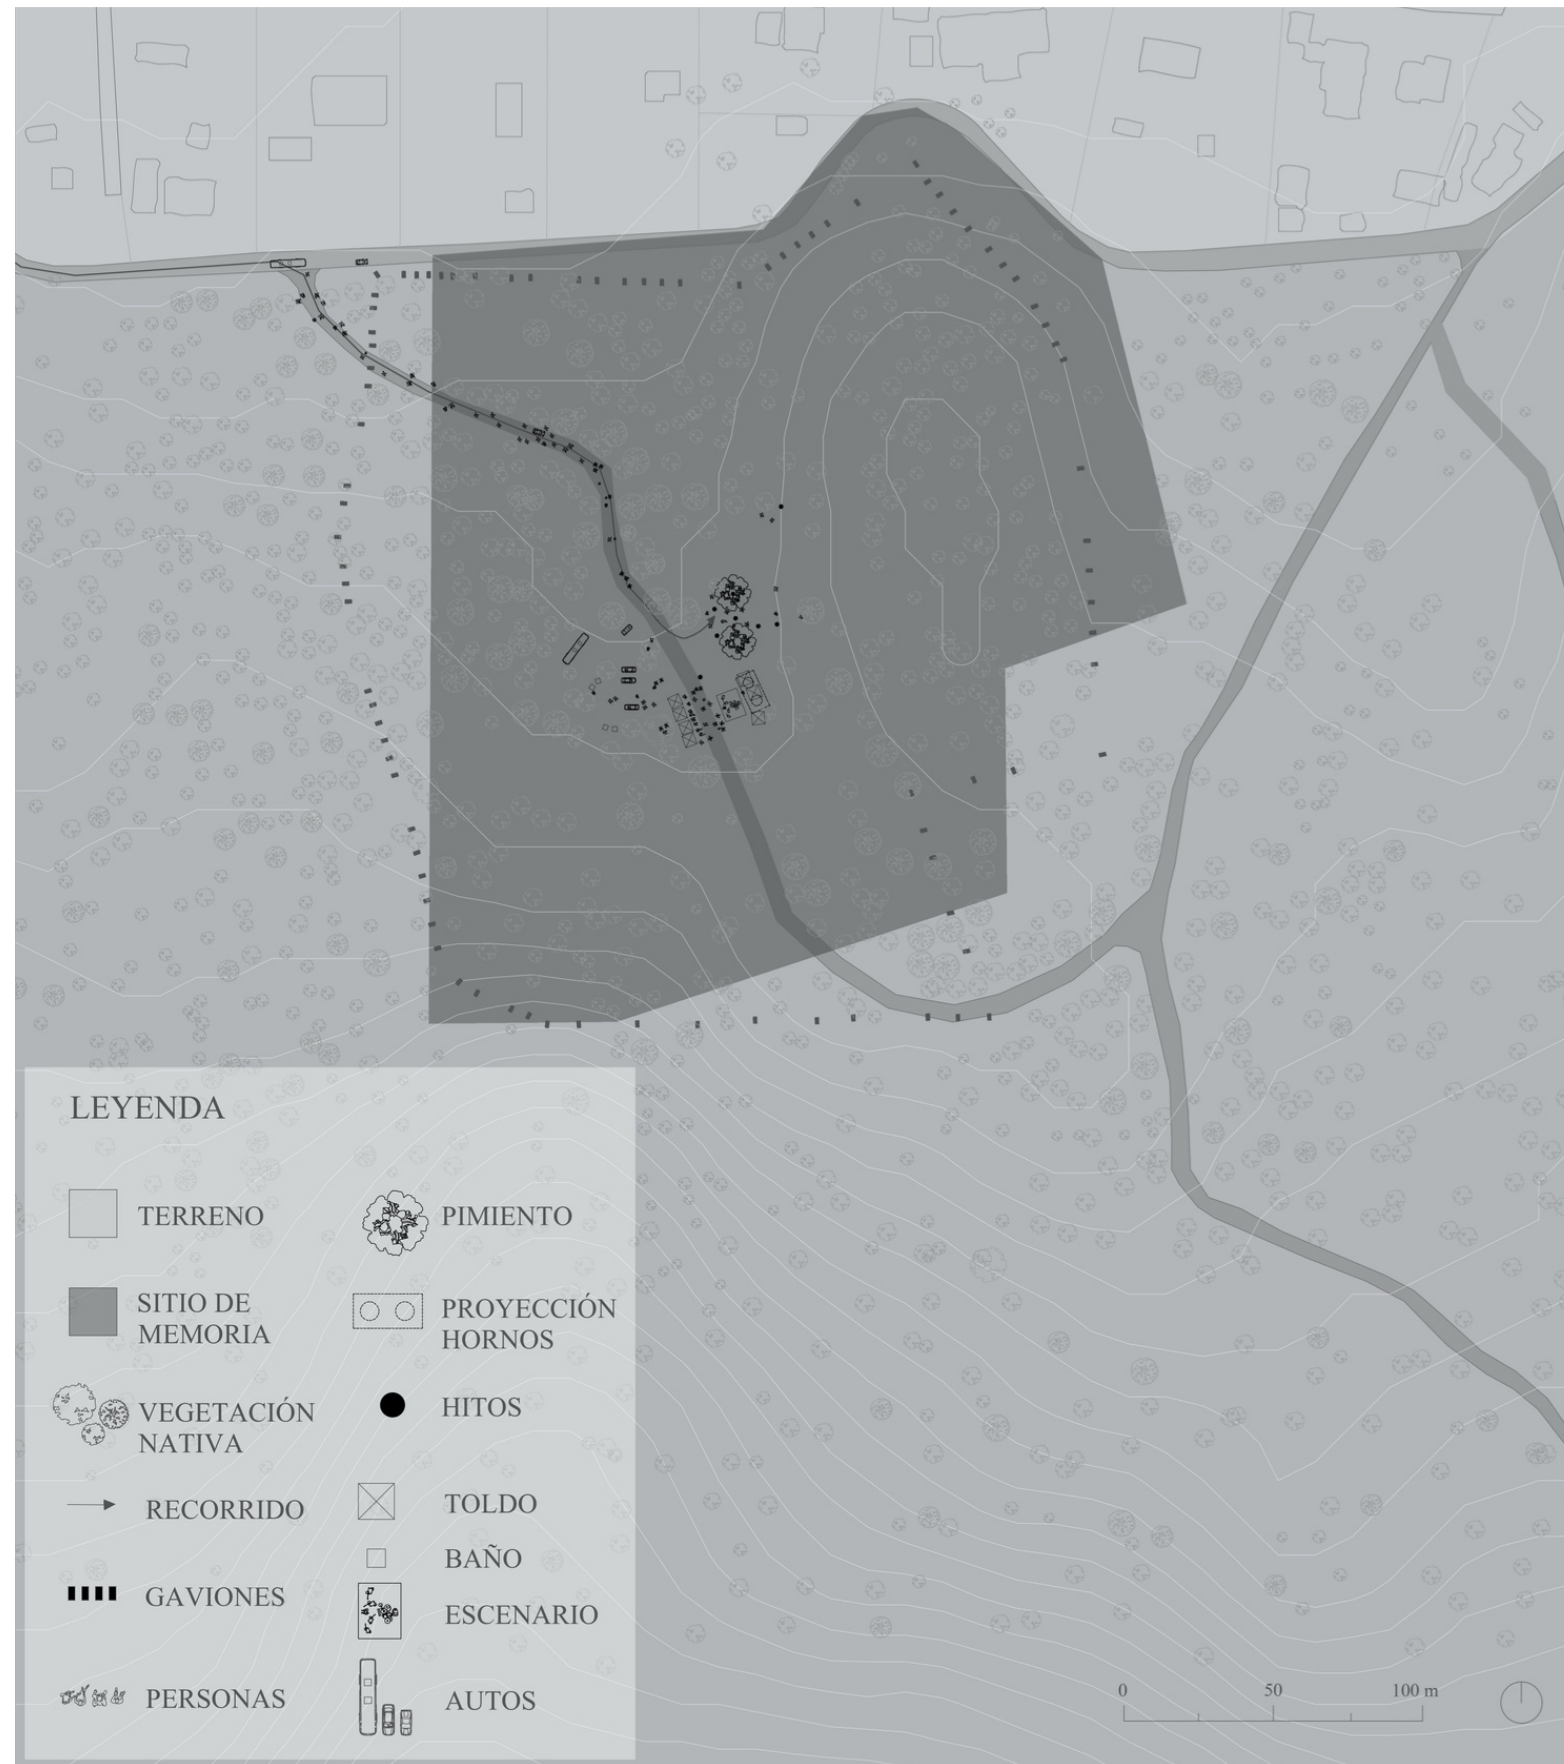 LEYENDA
TERRENO
SITIO DE
MEMORIA
VEGETACIÓN
NATIVA
RECORRIDO
GAVIONES
PERSONAS
PIMIENTO
PROYECCIÓN
HORNOS
HITOS
TOLDO
BAÑO
ESCENARIO
AUTOS
0 50 100 m